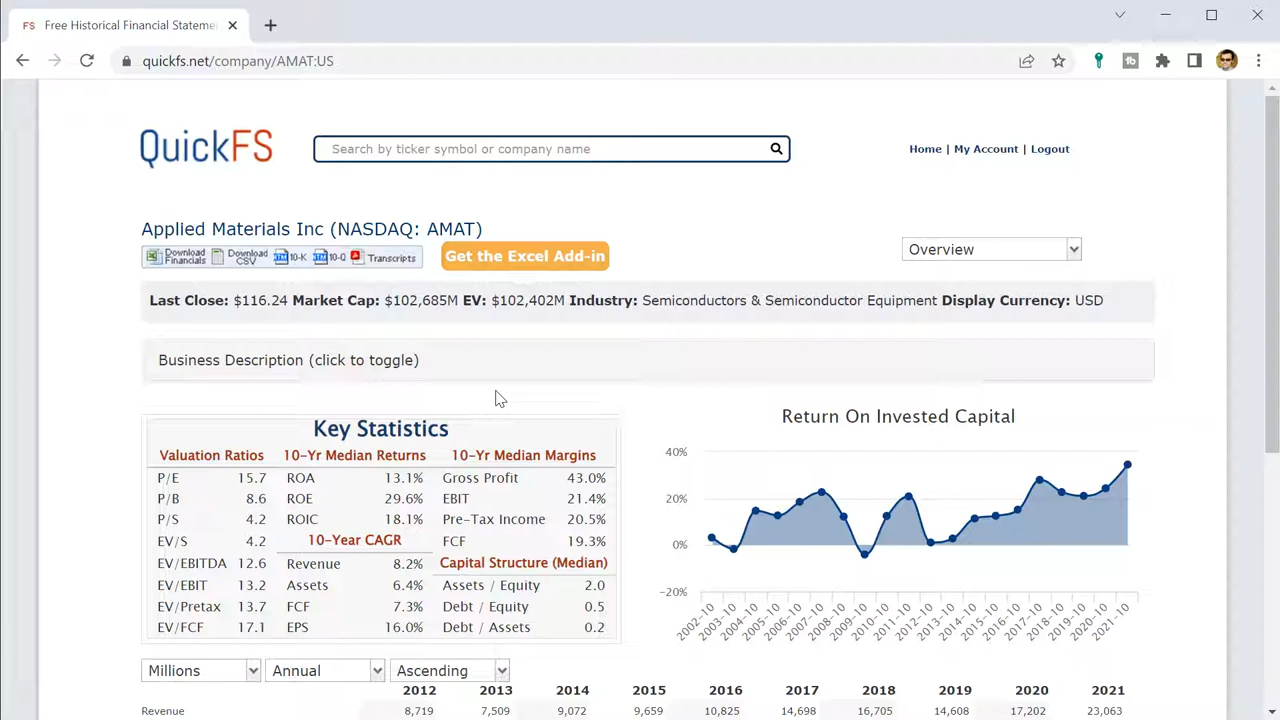 FS Free Historical Financial Stateme
quickfs.net/company/AMAT:US
QuickFS
Search by ticker symbol or company name
Home | My Account | Logout
Applied Materials Inc (NASDAQ: AMAT)
Download Financials Download CSV 10-K 10-Q Transcripts
Get the Excel Add-in
Overview
Last Close: $116.24 Market Cap: $102,685M EV: $102,402M Industry: Semiconductors & Semiconductor Equipment Display Currency: USD
Business Description (click to toggle)
Key Statistics
Valuation Ratios 10-Yr Median Returns 10-Yr Median Margins
P/E 15.7 ROA 13.1% Gross Profit 43.0%
P/B 8.6 ROE 29.6% EBIT 21.4%
P/S 4.2 ROIC 18.1% Pre-Tax Income 20.5%
EV/S 4.2 10-Year CAGR FCF 19.3%
EV/EBITDA 12.6 Revenue 8.2% Capital Structure (Median)
EV/EBIT 13.2 Assets 6.4% Assets / Equity 2.0
EV/Pretax 13.7 FCF 7.3% Debt / Equity 0.5
EV/FCF 17.1 EPS 16.0% Debt / Assets 0.2
Return On Invested Capital
40%
20%
0%
-20%
2002-10 2003-10 2004-10 2005-10 2006-10 2007-10 2008-10 2009-10 2010-10 2011-10 2012-10 2013-10 2014-10 2015-10 2016-10 2017-10 2018-10 2019-10 2020-10 2021-10
Millions Annual Ascending
2012 2013 2014 2015 2016 2017 2018 2019 2020 2021
Revenue 8,719 7,509 9,072 9,659 10,825 14,698 16,705 14,608 17,202 23,063